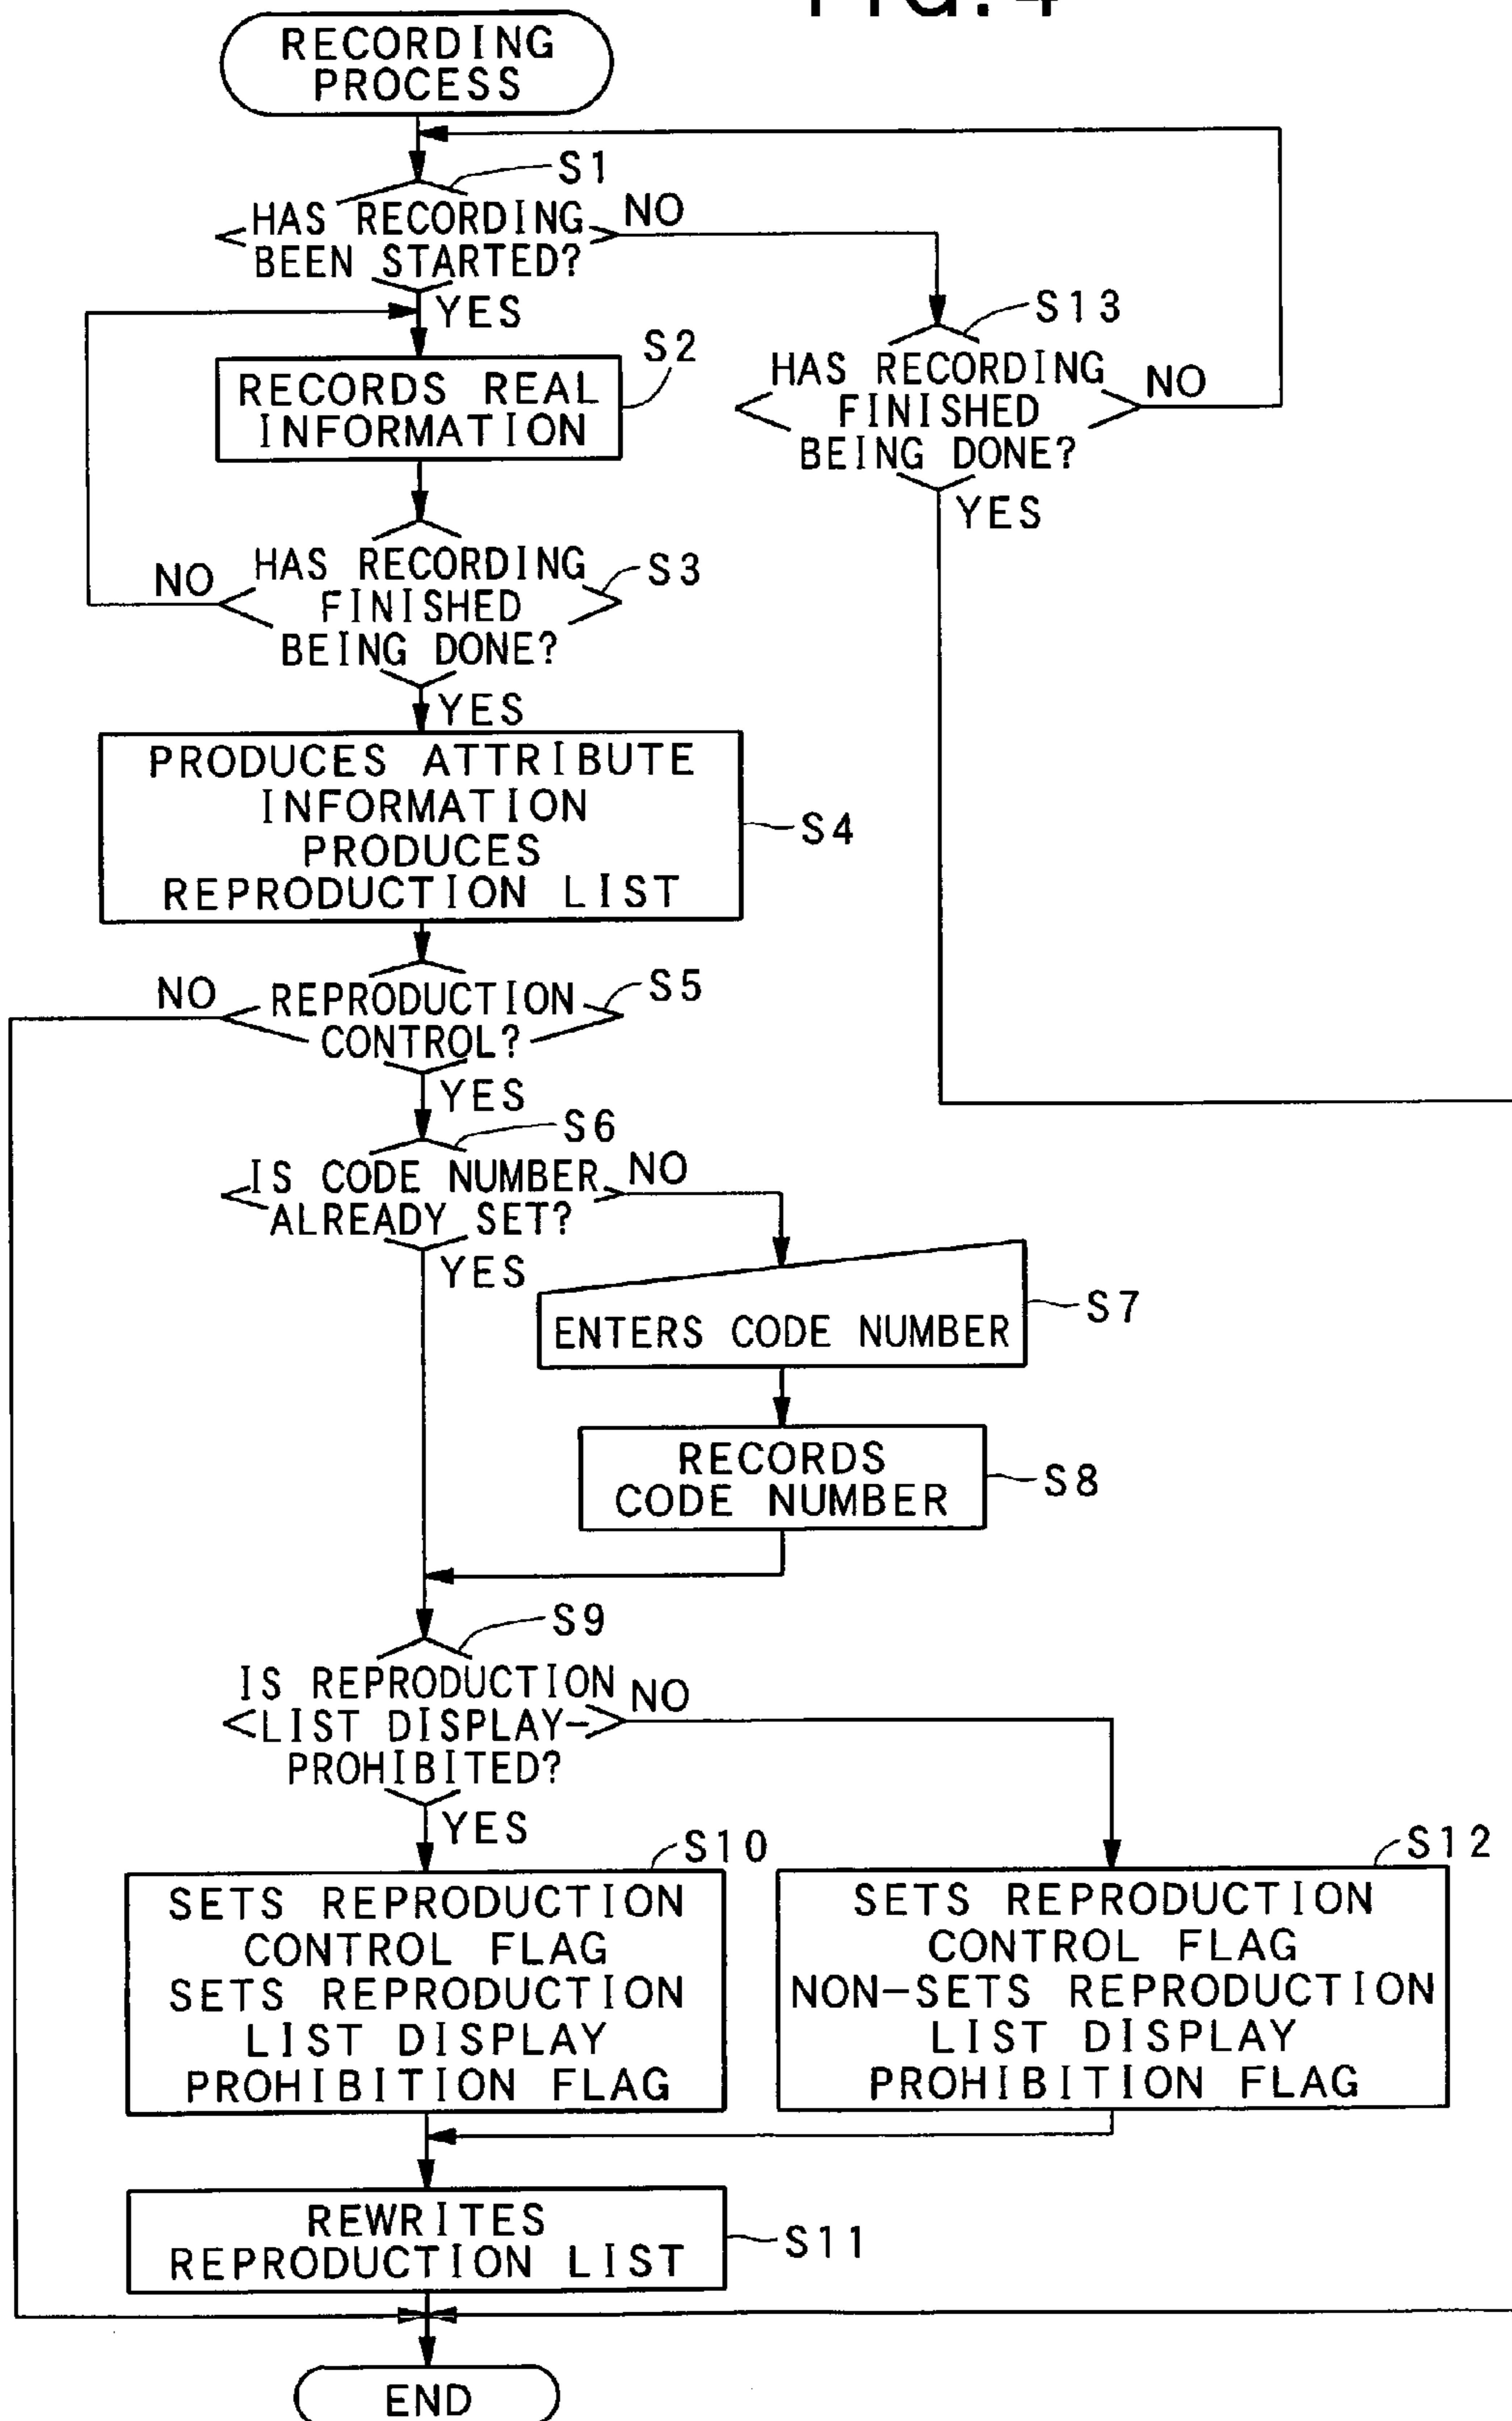 FIG. 4
RECORDING
PROCESS
S1
HAS RECORDING
BEEN STARTED?
NO
YES
S13
HAS RECORDING
FINISHED
BEING DONE?
NO
YES
S2
RECORDS REAL
INFORMATION
NO
HAS RECORDING
FINISHED
BEING DONE?
S3
YES
PRODUCES ATTRIBUTE
INFORMATION
PRODUCES
REPRODUCTION LIST
S4
NO
REPRODUCTION
CONTROL?
S5
YES
S6
IS CODE NUMBER
ALREADY SET?
NO
YES
ENTERS CODE NUMBER
S7
RECORDS
CODE NUMBER
S8
S9
IS REPRODUCTION
LIST DISPLAY-
PROHIBITED?
NO
YES
S10
SETS REPRODUCTION
CONTROL FLAG
SETS REPRODUCTION
LIST DISPLAY
PROHIBITION FLAG
S12
SETS REPRODUCTION
CONTROL FLAG
NON-SETS REPRODUCTION
LIST DISPLAY
PROHIBITION FLAG
REWRITES
REPRODUCTION LIST
S11
END